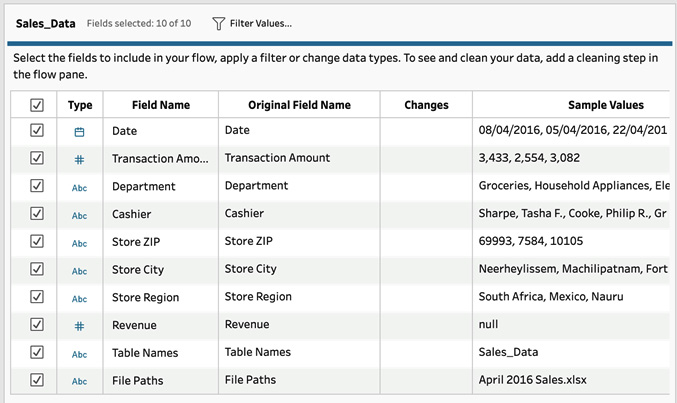 Sales_Data Fields selected: 10 of 10 Filter Values...
Select the fields to include in your flow, apply a filter or change data types. To see and clean your data, add a cleaning step in
the flow pane.
Type Field Name Original Field Name Changes Sample Values
Date Date 08/04/2016, 05/04/2016, 22/04/201
# Transaction Amo... Transaction Amount 3,433, 2,554, 3,082
Abc Department Department Groceries, Household Appliances, Ele
Abc Cashier Cashier Sharpe, Tasha F., Cooke, Philip R., Gr
Abc Store ZIP Store ZIP 69993, 7584, 10105
Abc Store City Store City Neerheylissem, Machilipatnam, Fort
Abc Store Region Store Region South Africa, Mexico, Nauru
# Revenue Revenue null
Abc Table Names Table Names Sales_Data
Abc File Paths File Paths April 2016 Sales.xlsx